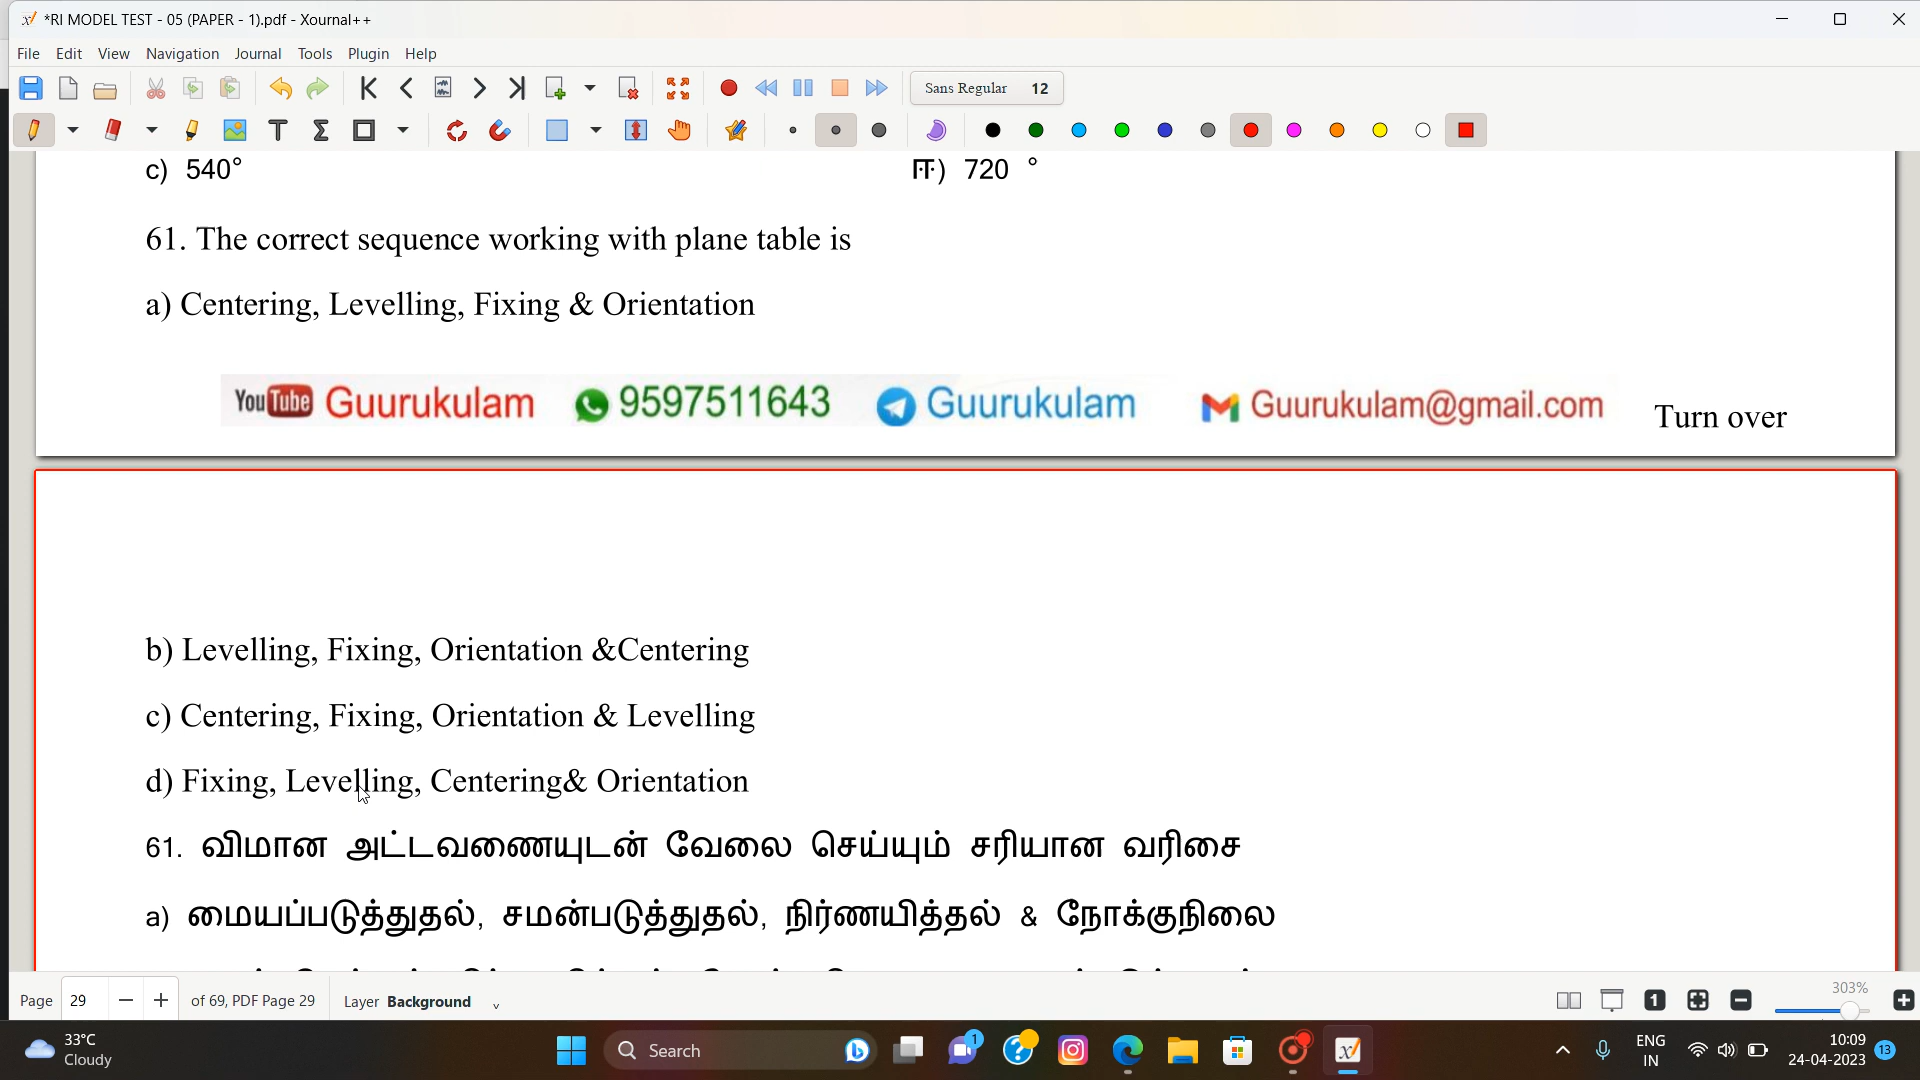 *RI MODEL TEST - 05 (PAPER - 1).pdf - Xournal++
File Edit View Navigation Journal Tools Plugin Help
Sans Regular 12
c) 540° ஈ) 720 °
61. The correct sequence working with plane table is
a) Centering, Levelling, Fixing & Orientation
YouTube Guurukulam 9597511643 Guurukulam Guurukulam@gmail.com Turn over
b) Levelling, Fixing, Orientation &Centering
c) Centering, Fixing, Orientation & Levelling
d) Fixing, Levelling, Centering& Orientation
61. விமான அட்டவணையுடன் வேலை செய்யும் சரியான வரிசை
a) மையப்படுத்துதல், சமன்படுத்துதல், நிர்ணயித்தல் & நோக்குநிலை
Page 29 of 69, PDF Page 29 Layer Background 303%
33°C
Cloudy
Search
1
ENG
IN
10:09
24-04-2023
13